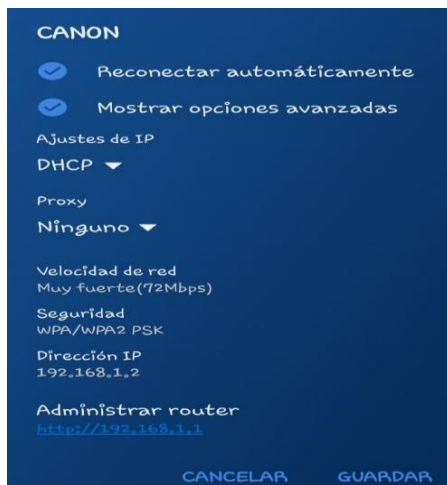 CANON
Reconectar automáticamente
Mostrar opciones avanzadas
Ajustes de IP
DHCP
Proxy
Ninguno
Velocidad de red
Muy fuerte(72Mbps)
Seguridad
WPA/WPA2 PSK
Dirección IP
192.168.1.2
Administrar router
http://192.168.1.1
CANCELAR GUARDAR